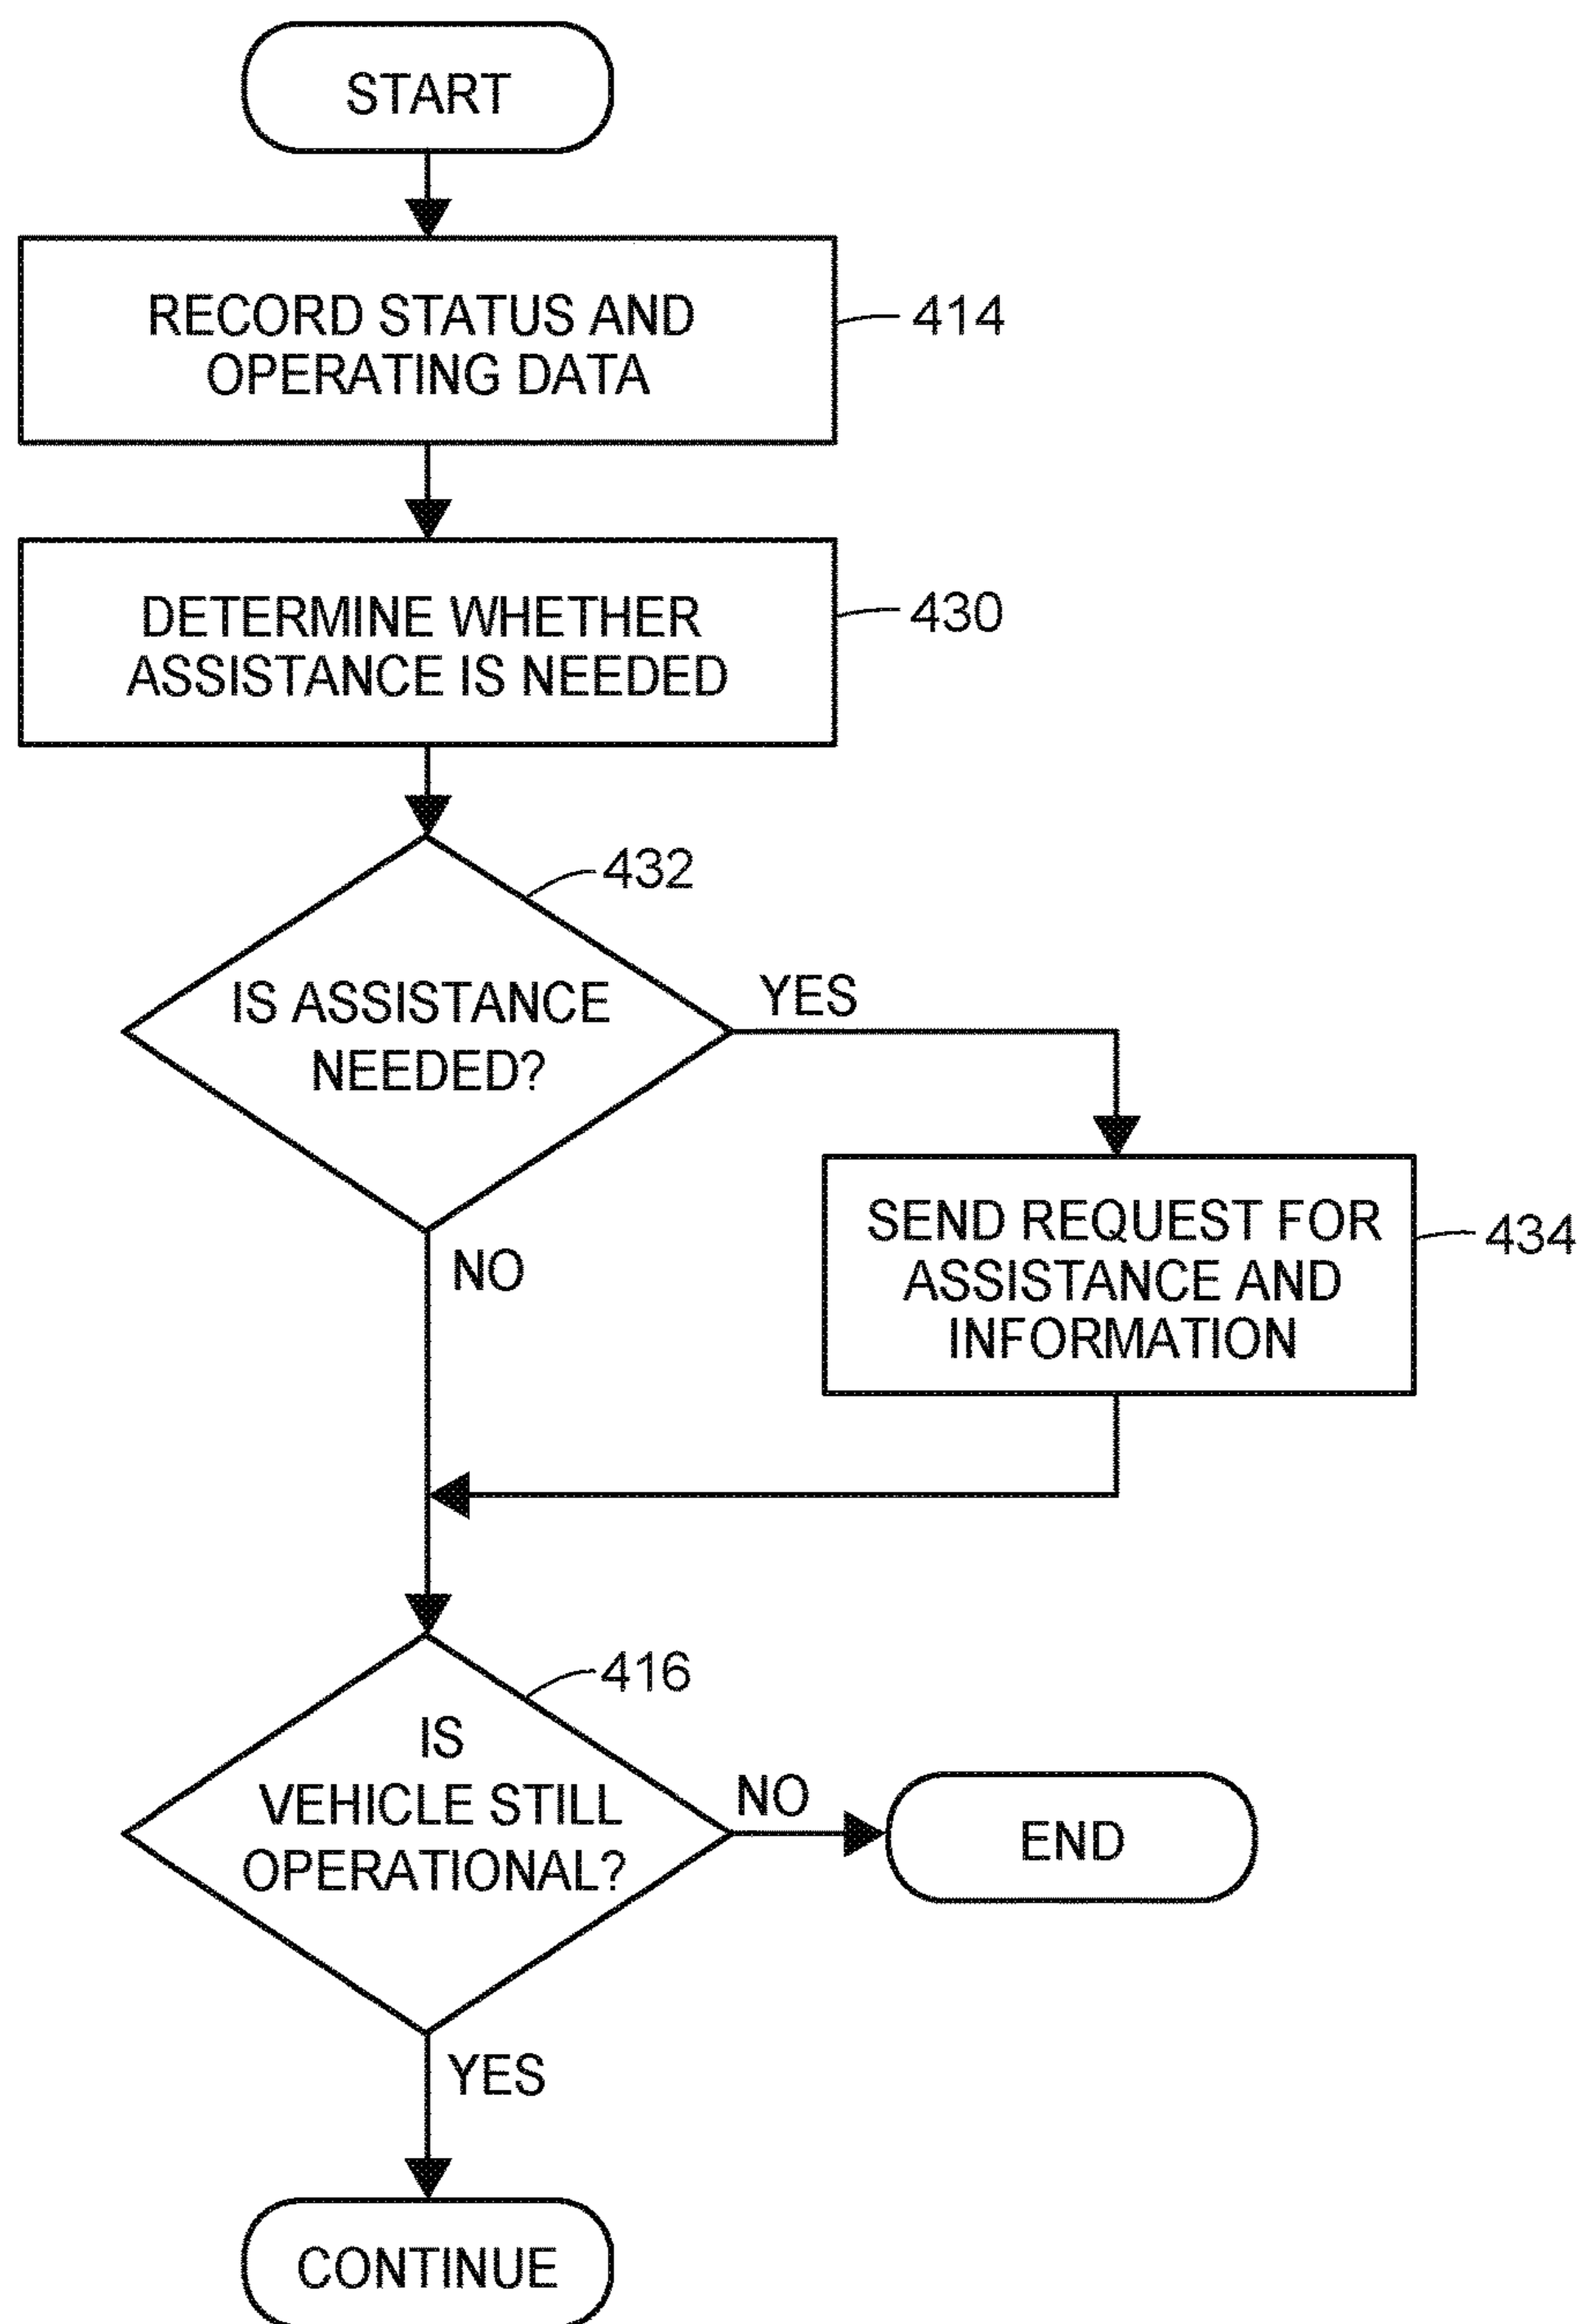 START
RECORD STATUS AND
OPERATING DATA
414
DETERMINE WHETHER
ASSISTANCE IS NEEDED
430
432
IS ASSISTANCE
NEEDED?
YES
NO
SEND REQUEST FOR
ASSISTANCE AND
INFORMATION
434
416
IS
VEHICLE STILL
OPERATIONAL?
NO
END
YES
CONTINUE